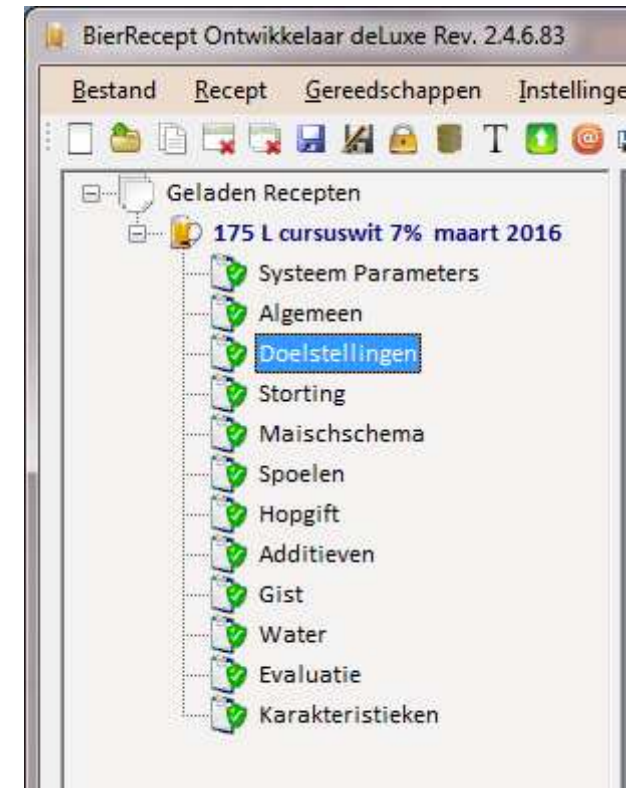 BierRecept Ontwikkelaar deLuxe Rev. 2.4.6.83
Bestand Recept Gereedschappen Instellinge
T @
Geladen Recepten
175 L cursuswit 7% maart 2016
Systeem Parameters
Algemeen
Doelstellingen
Storting
Maischschema
Spoelen
Hopgift
Additieven
Gist
Water
Evaluatie
Karakteristieken